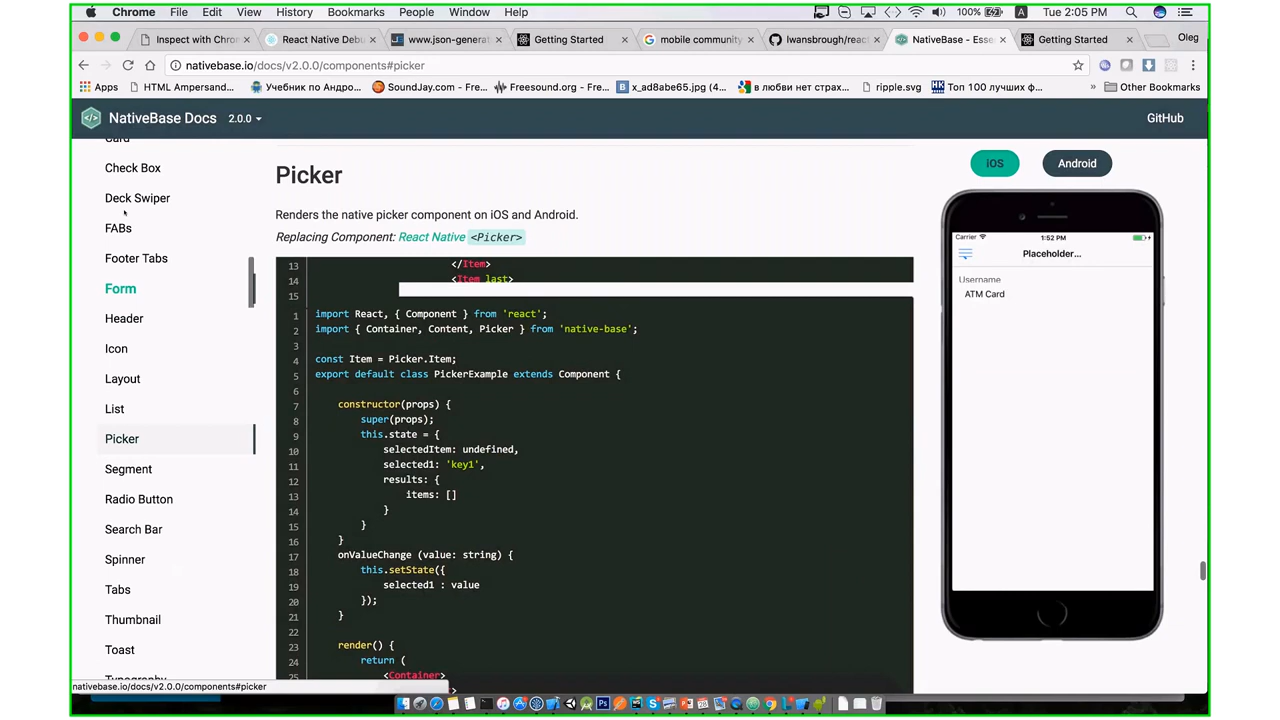 Chrome File Edit View History Bookmarks People Window Help 100% A Tue 2:05 PM
Inspect with Chro React Native Deb www.json-generat Getting Started mobile community lwansbrough/reac NativeBase - Esse Getting Started Oleg
nativebase.io/docs/v2.0.0/components#picker
Apps HTML Ampersand... Учебник по Андро... SoundJay.com - Fre... Freesound.org - Fre... x_ad8abe65.jpg (4... в любви нет страх... ripple.svg Топ 100 лучших ф... » Other Bookmarks
NativeBase Docs 2.0.0 GitHub
Card
Check Box
Deck Swiper
FABs
Footer Tabs
Form
Header
Icon
Layout
List
Picker
Segment
Radio Button
Search Bar
Spinner
Tabs
Thumbnail
Toast
Typography
Picker
Renders the native picker component on iOS and Android.
Replacing Component: React Native <Picker>
13 </Item>
14 <Item last>
15
1 import React, { Component } from 'react';
2 import { Container, Content, Picker } from 'native-base';
3
4 const Item = Picker.Item;
5 export default class PickerExample extends Component {
6
7 constructor(props) {
8 super(props);
9 this.state = {
10 selectedItem: undefined,
11 selected1: 'key1',
12 results: {
13 items: []
14 }
15 }
16 }
17 onValueChange (value: string) {
18 this.setState({
19 selected1 : value
20 });
21 }
22
23 render() {
24 return (
25 <Container>
>
iOS Android
Carrier 1:52 PM
Placeholder...
Username
ATM Card
nativebase.io/docs/v2.0.0/components#picker